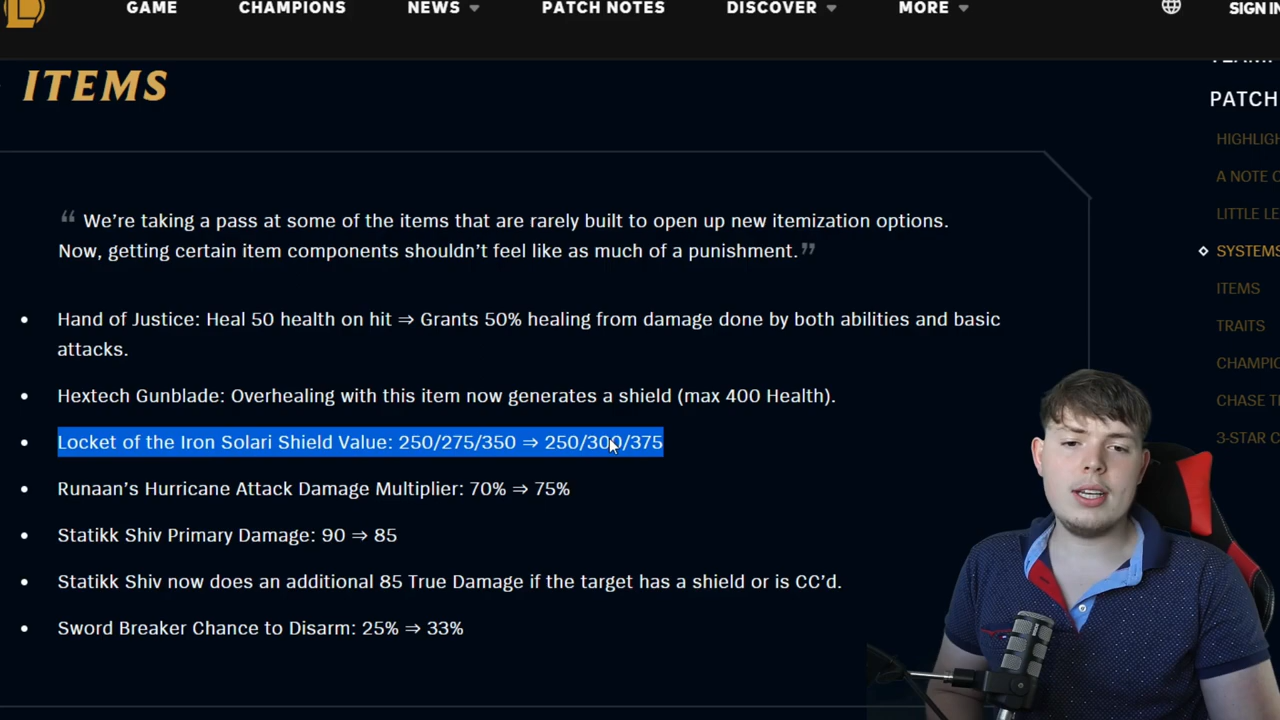 GAME CHAMPIONS NEWS PATCH NOTES DISCOVER MORE SIGN IN
ITEMS
PATCH
“ We’re taking a pass at some of the items that are rarely built to open up new itemization options.
Now, getting certain item components shouldn’t feel like as much of a punishment. ”
• Hand of Justice: Heal 50 health on hit ⇒ Grants 50% healing from damage done by both abilities and basic
attacks.
• Hextech Gunblade: Overhealing with this item now generates a shield (max 400 Health).
• Locket of the Iron Solari Shield Value: 250/275/350 ⇒ 250/300/375
• Runaan’s Hurricane Attack Damage Multiplier: 70% ⇒ 75%
• Statikk Shiv Primary Damage: 90 ⇒ 85
• Statikk Shiv now does an additional 85 True Damage if the target has a shield or is CC’d.
• Sword Breaker Chance to Disarm: 25% ⇒ 33%
HIGHLIGH
A NOTE O
LITTLE LE
SYSTEMS
ITEMS
TRAITS
CHAMPIO
CHASE T
3-STAR C